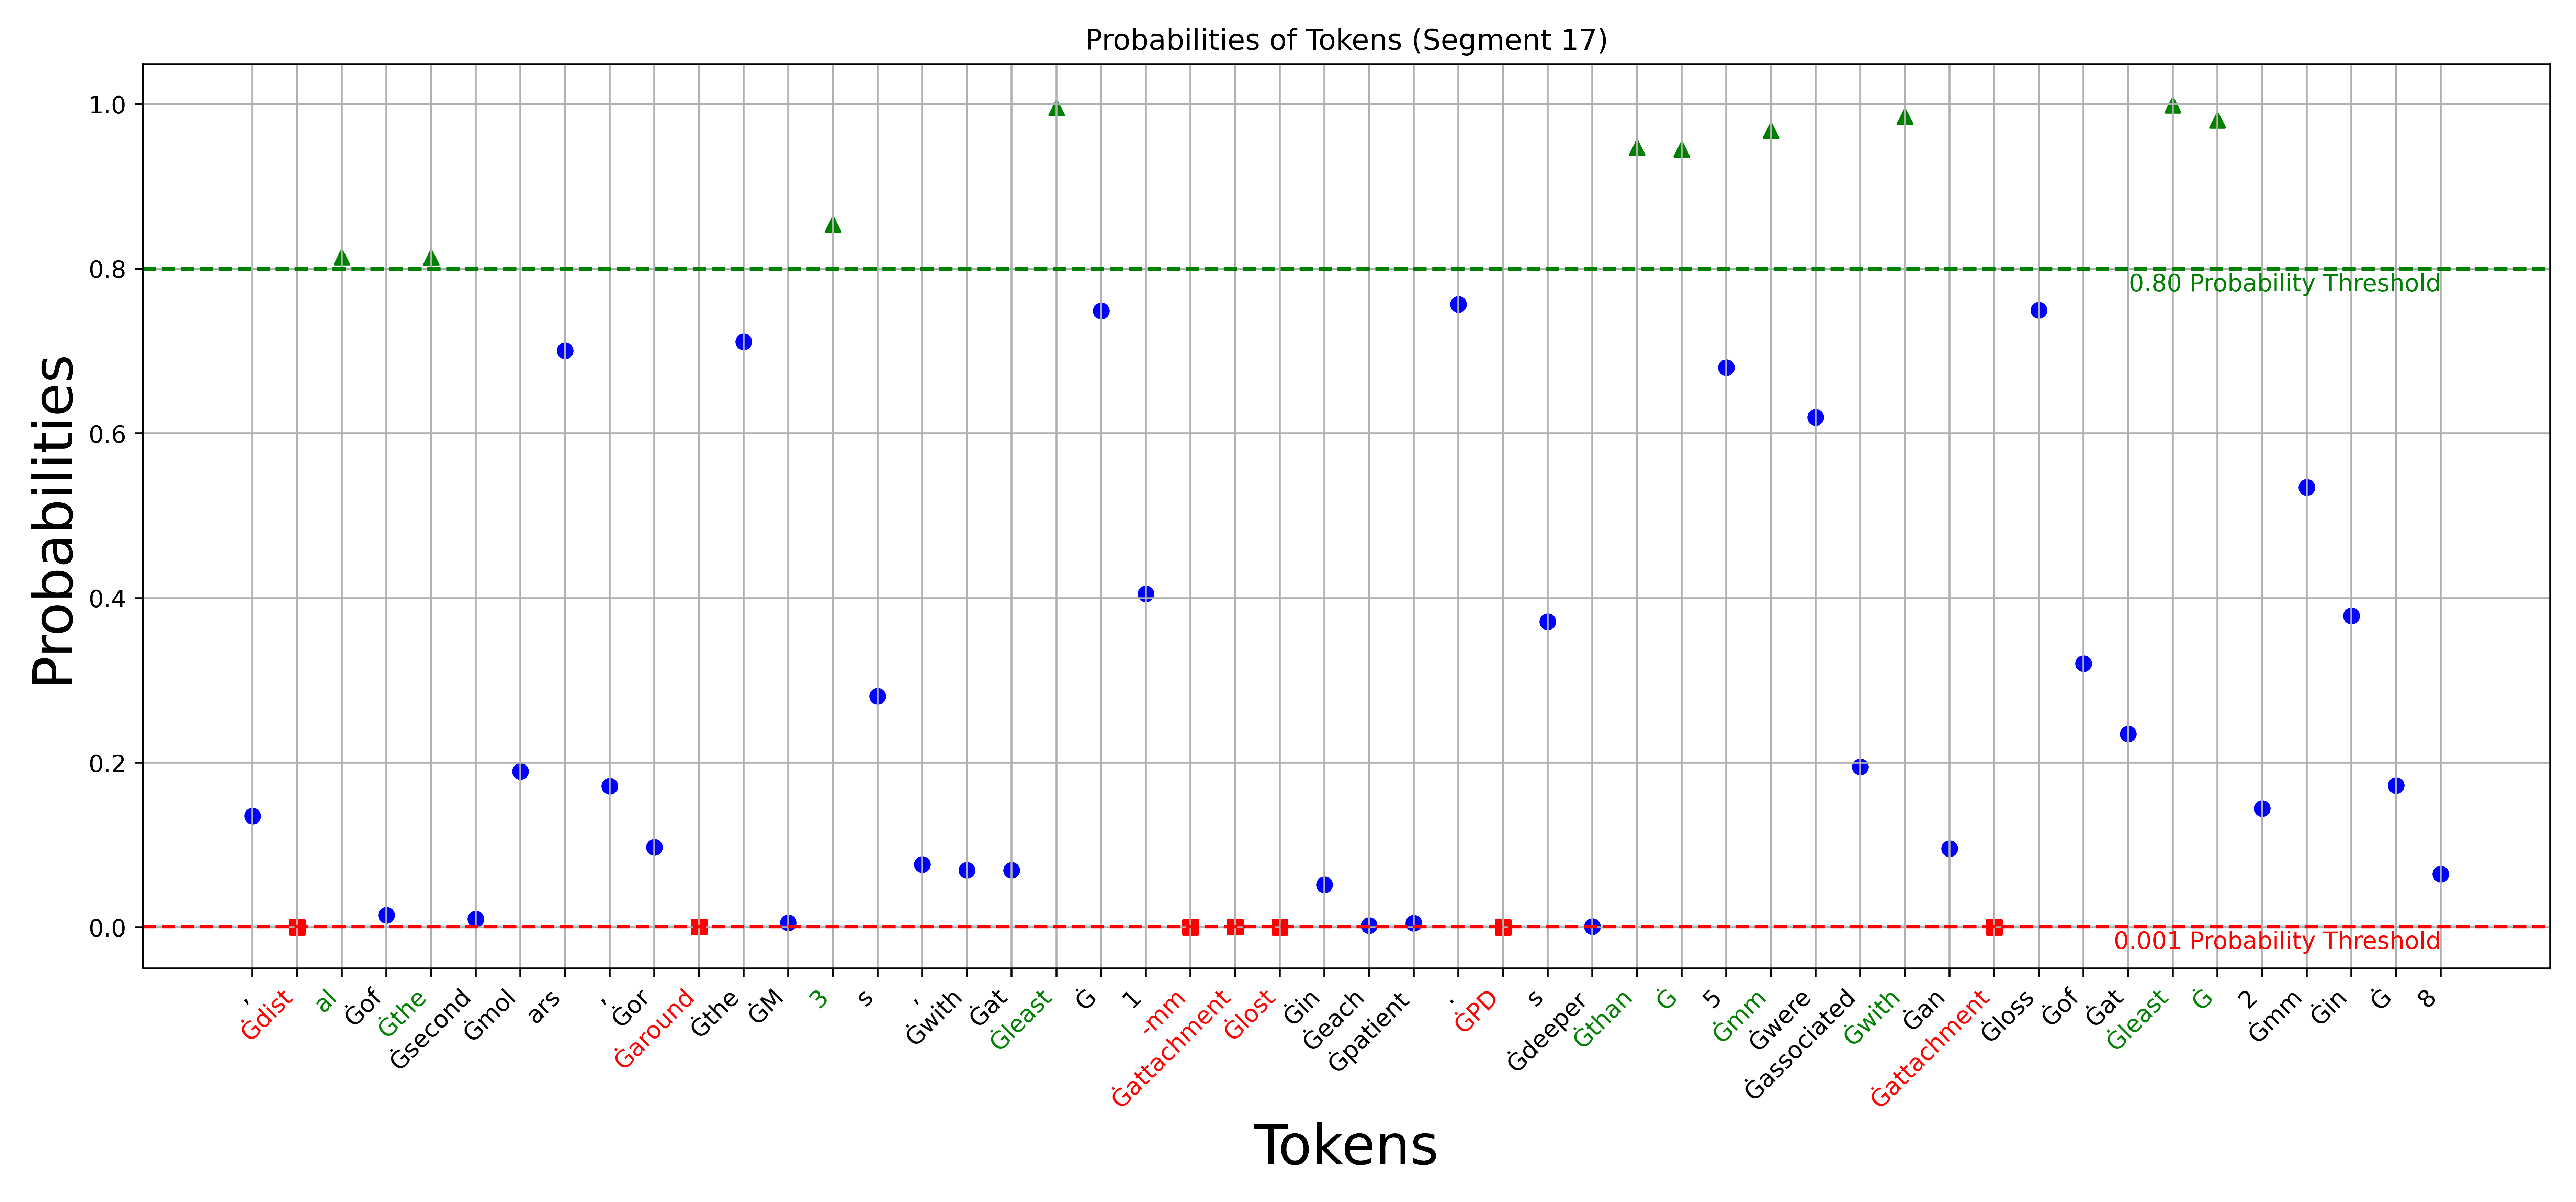 Probabilities of Tokens (Segment 17)
Probabilities
1.0
0.8
0.6
0.4
0.2
0.0
0.80 Probability Threshold
0.001 Probability Threshold
,
Ġdist
al
Ġof
Ġthe
Ġsecond
Ġmol
ars
,
Ġor
Ġaround
Ġthe
ĠM
3
s
,
Ġwith
Ġat
Ġleast
Ġ
1
-mm
Ġattachment
Ġlost
Ġin
Ġeach
Ġpatient
.
ĠPD
s
Ġdeeper
Ġthan
Ġ
5
Ġmm
Ġwere
Ġassociated
Ġwith
Ġan
Ġattachment
Ġloss
Ġof
Ġat
Ġleast
Ġ
2
Ġmm
Ġin
Ġ
8
Tokens